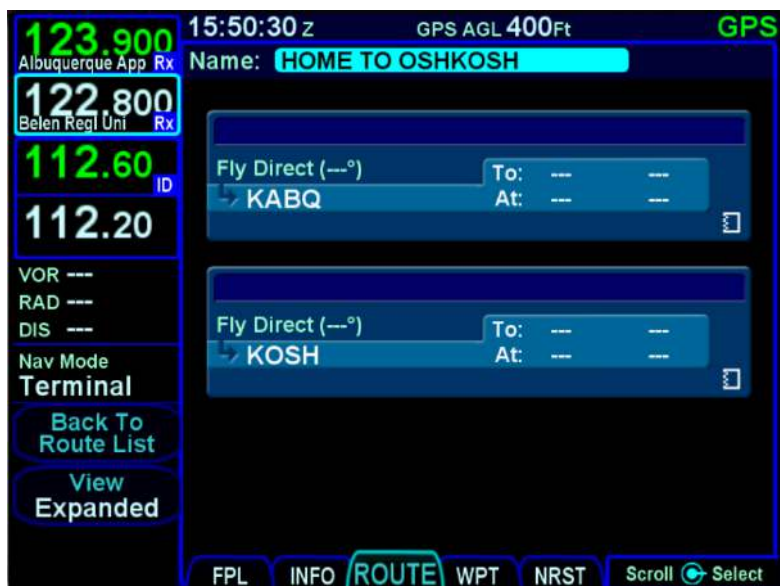 123.900
Albuquerque App Rx
122.800
Belen Regl Uni Rx
112.60
ID
112.20
VOR ---
RAD ---
DIS ---
Nav Mode
Terminal
Back To
Route List
View
Expanded
15:50:30 Z GPS AGL 400Ft GPS
Name: HOME TO OSHKOSH
Fly Direct (---°) To: --- ---
KABQ At: --- ---
Fly Direct (---°) To: --- ---
KOSH At: --- ---
FPL INFO ROUTE WPT NRST Scroll Select